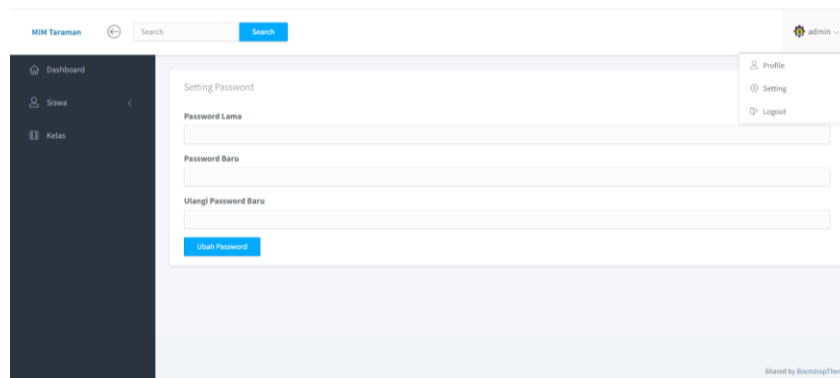 MIM Taraman
Search
Search
admin
Profile
Setting
Logout
Dashboard
Siswa
Kelas
Setting Password
Password Lama
Password Baru
Ulangi Password Baru
Ubah Password
Shared by BootstrapThe